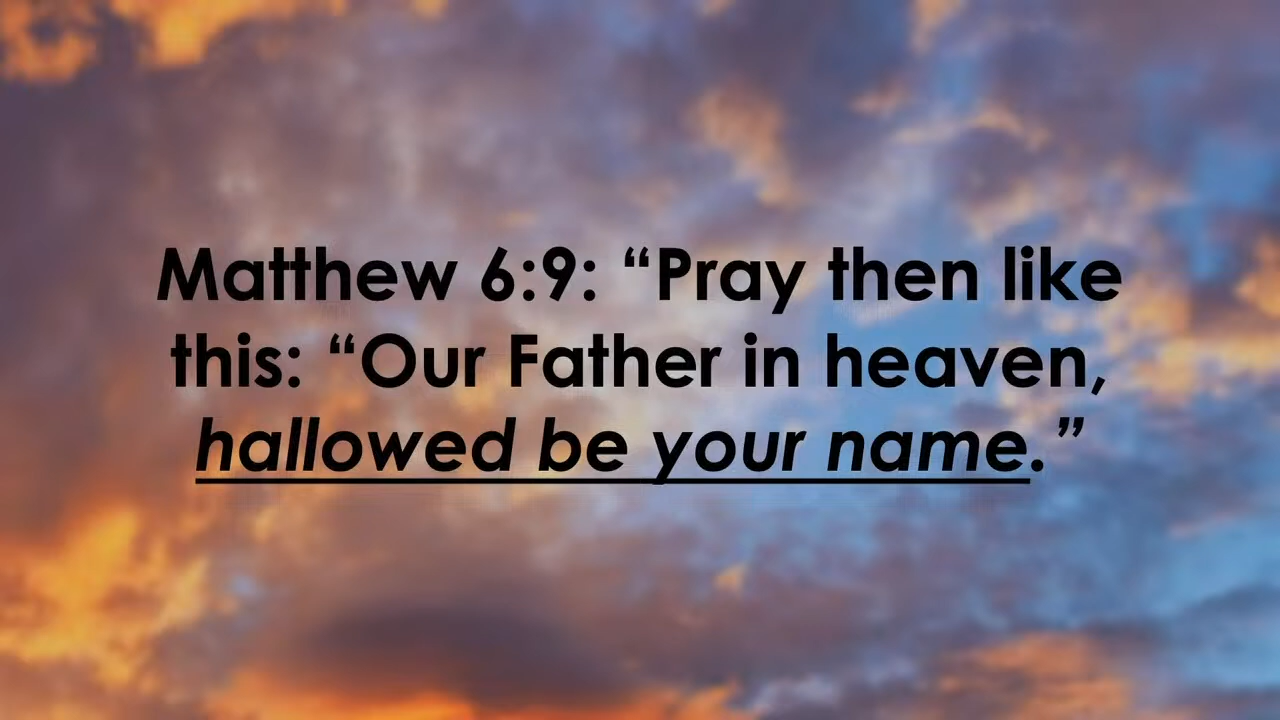 Matthew 6:9: “Pray then like
this: “Our Father in heaven,
hallowed be your name.”